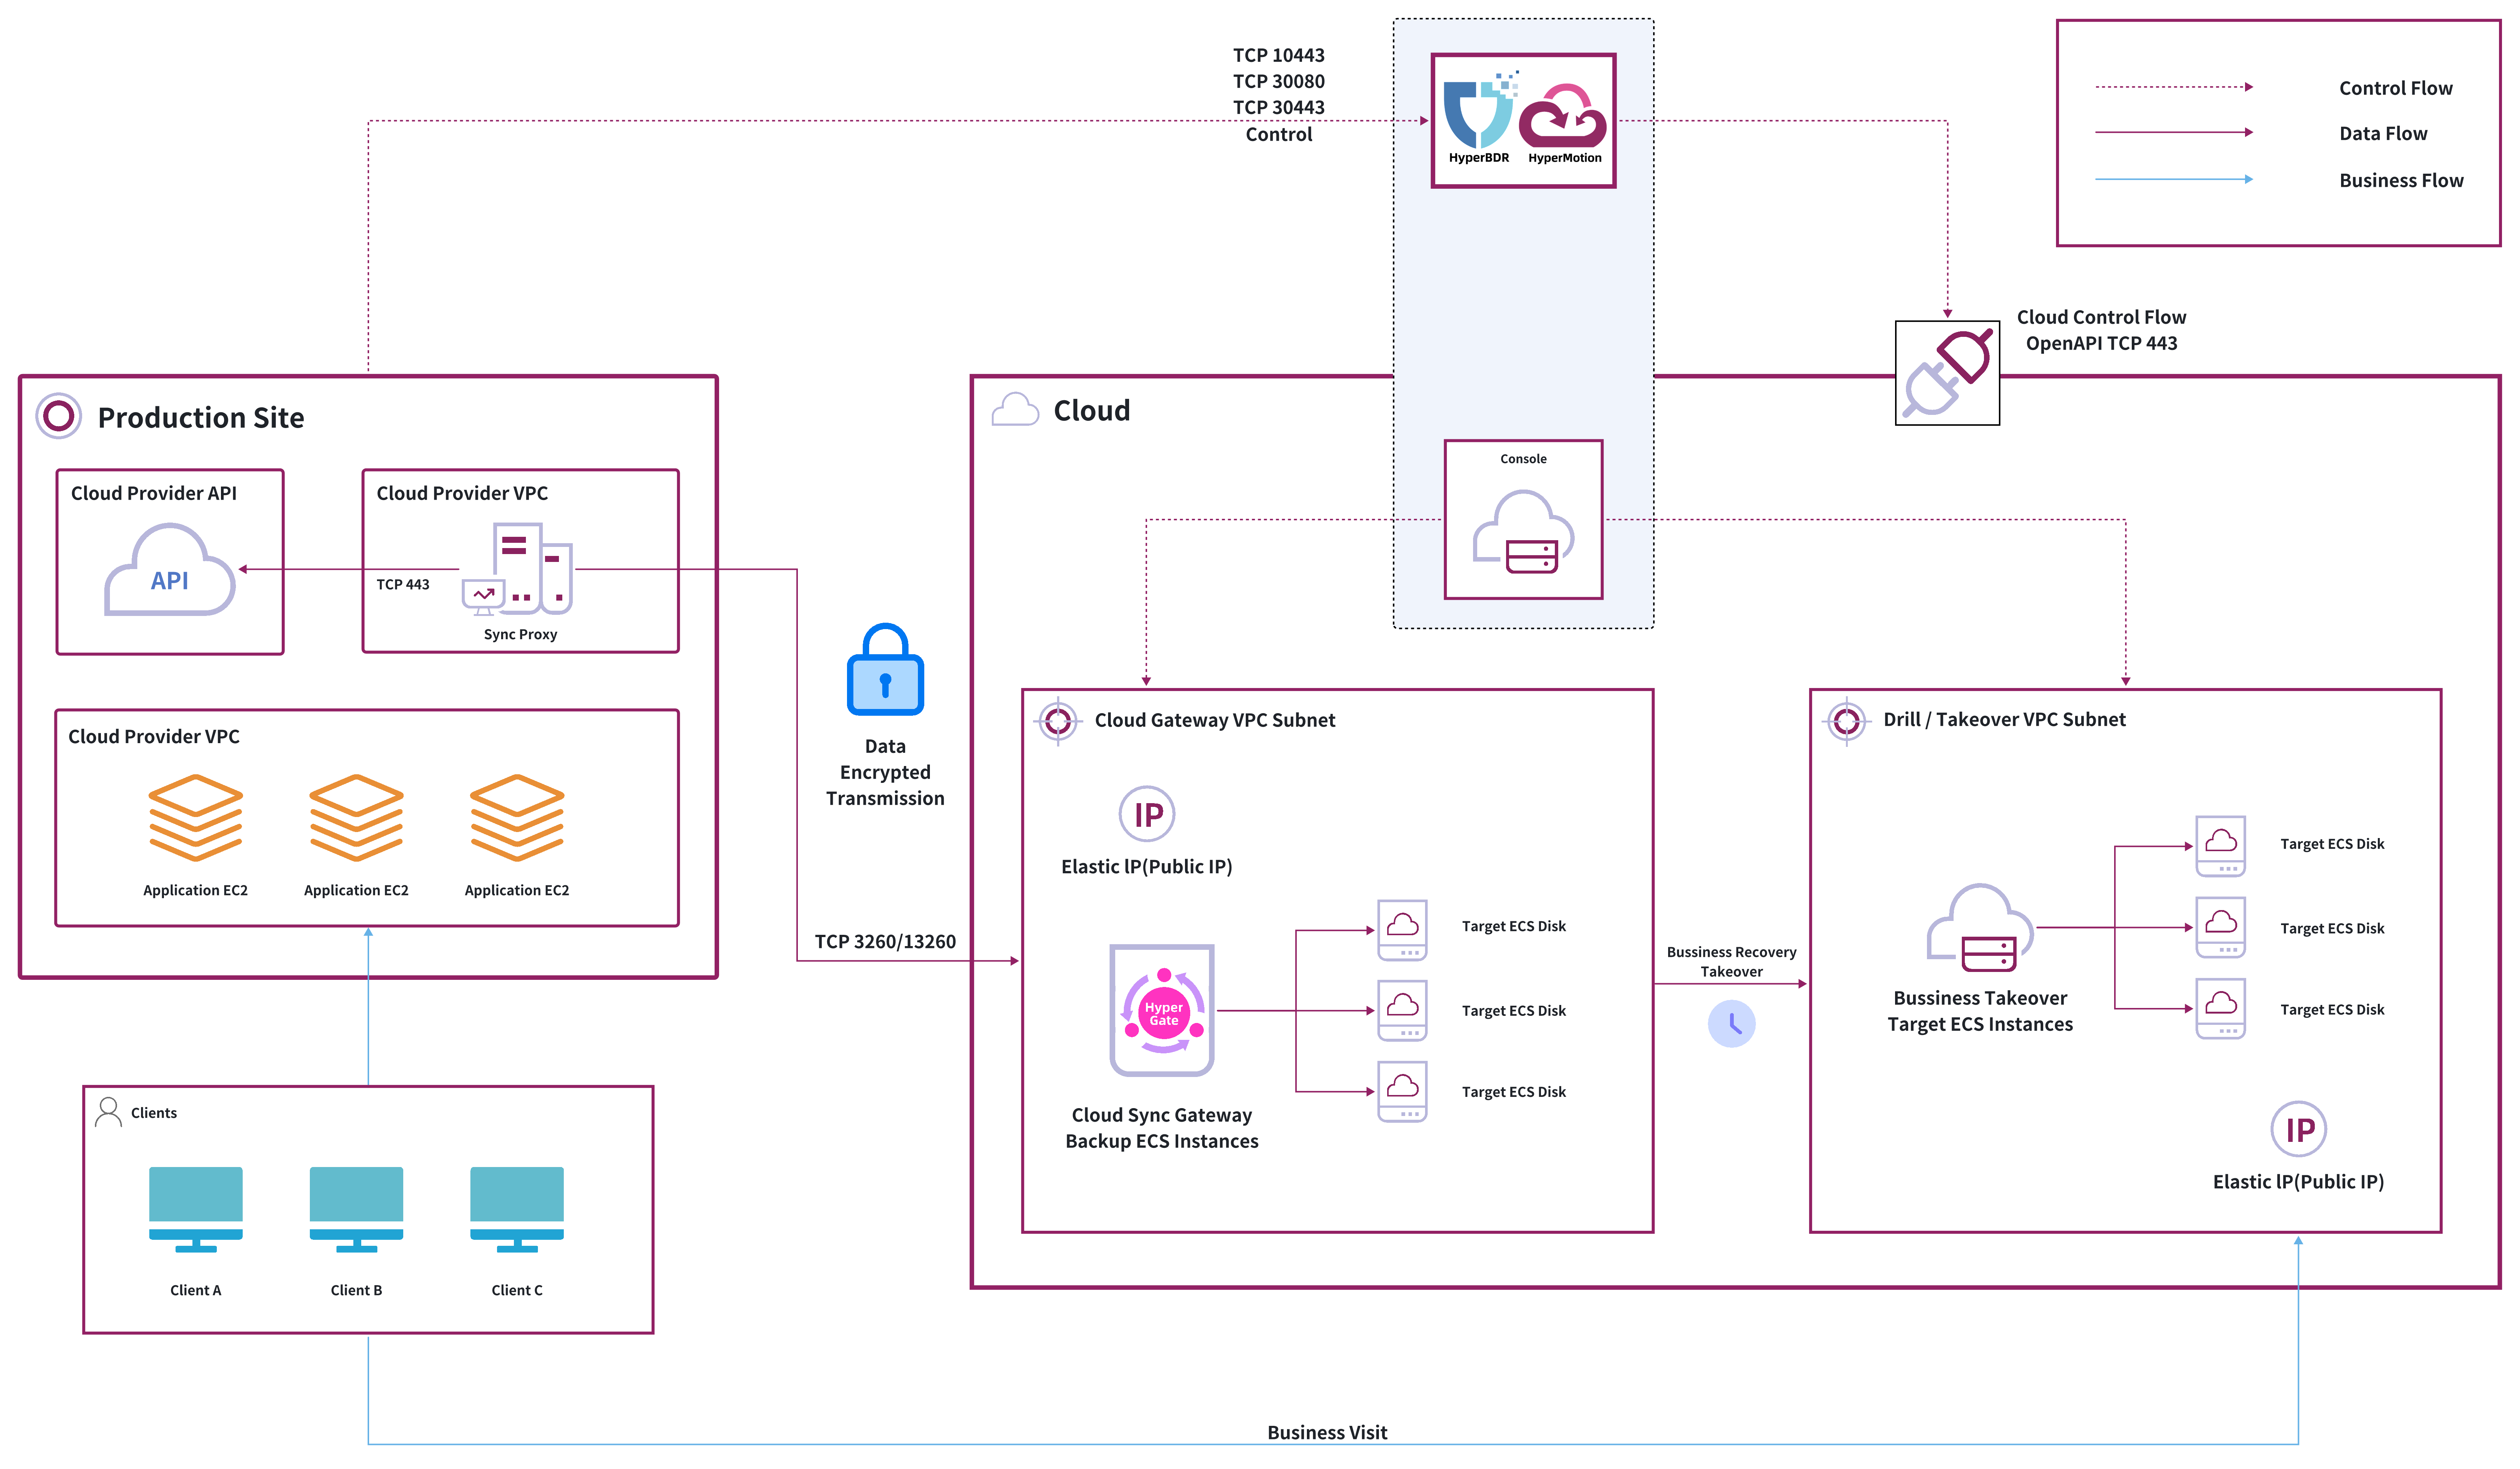 TCP 10443
TCP 30080
TCP 30443
Control
HyperBDR
HyperMotion
Control Flow
Data Flow
Business Flow
Cloud Control Flow
OpenAPI TCP 443
Production Site
Cloud Provider API
API
Cloud Provider VPC
TCP 443
Sync Proxy
Cloud Provider VPC
Application EC2
Application EC2
Application EC2
Clients
Client A
Client B
Client C
Data
Encrypted
Transmission
TCP 3260/13260
Cloud
Console
Cloud Gateway VPC Subnet
IP
Elastic lP(Public IP)
Hyper
Gate
Cloud Sync Gateway
Backup ECS Instances
Target ECS Disk
Target ECS Disk
Target ECS Disk
Bussiness Recovery
Takeover
Drill / Takeover VPC Subnet
Bussiness Takeover
Target ECS Instances
Target ECS Disk
Target ECS Disk
Target ECS Disk
IP
Elastic lP(Public IP)
Business Visit